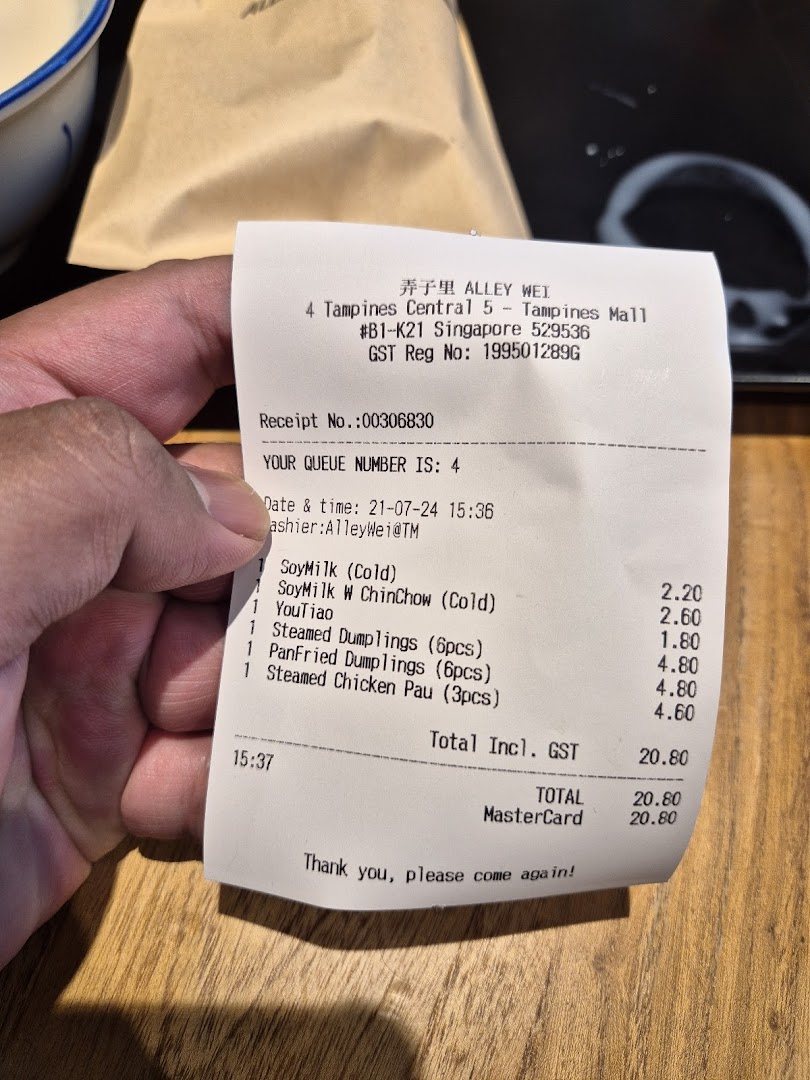 弄子里 ALLEY WEI
4 Tampines Central 5 - Tampines Mall
#B1-K21 Singapore 529536
GST Reg No: 199501289G
Receipt No.:00306830
YOUR QUEUE NUMBER IS: 4
Date & time: 21-07-24 15:36
ashier:AlleyWei@TM
1 SoyMilk (Cold) 2.20
1 SoyMilk W ChinChow (Cold) 2.60
1 YouTiao 1.80
1 Steamed Dumplings (6pcs) 4.80
1 PanFried Dumplings (6pcs) 4.80
1 Steamed Chicken Pau (3pcs) 4.60
Total Incl. GST 20.80
15:37
TOTAL 20.80
MasterCard 20.80
Thank you, please come again!